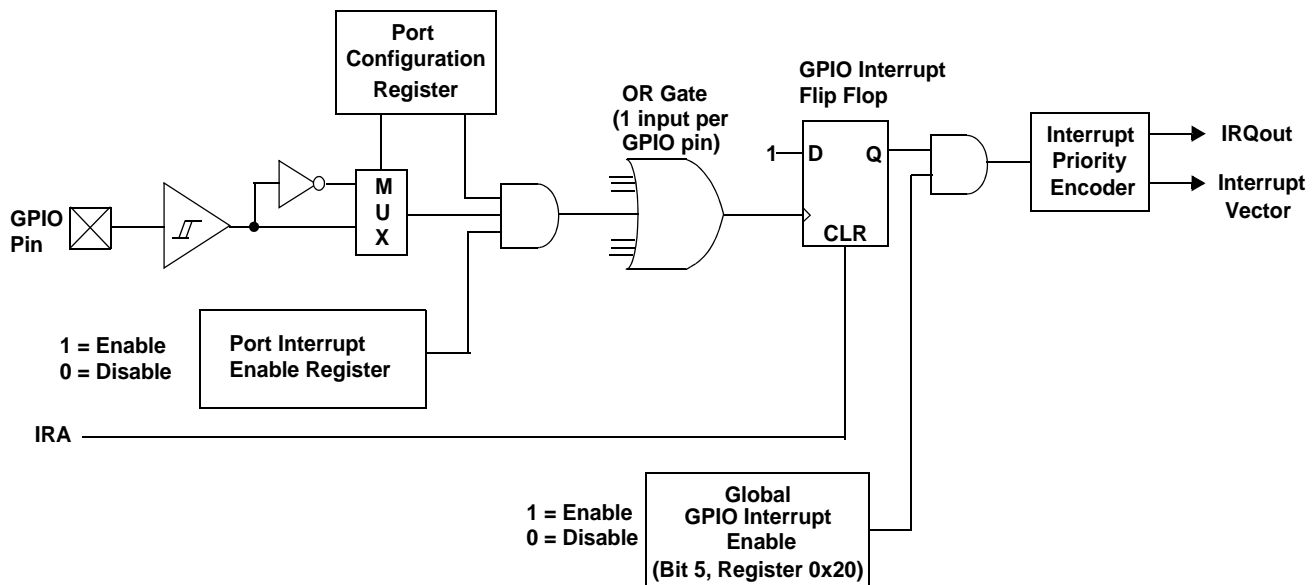 Port
Configuration
Register
GPIO Interrupt
Flip Flop
OR Gate
(1 input per
GPIO pin)
1
D
Q
CLR
Interrupt
Priority
Encoder
IRQout
Interrupt
Vector
M
U
X
GPIO
Pin
1 = Enable
0 = Disable
Port Interrupt
Enable Register
IRA
1 = Enable
0 = Disable
Global
GPIO Interrupt
Enable
(Bit 5, Register 0x20)